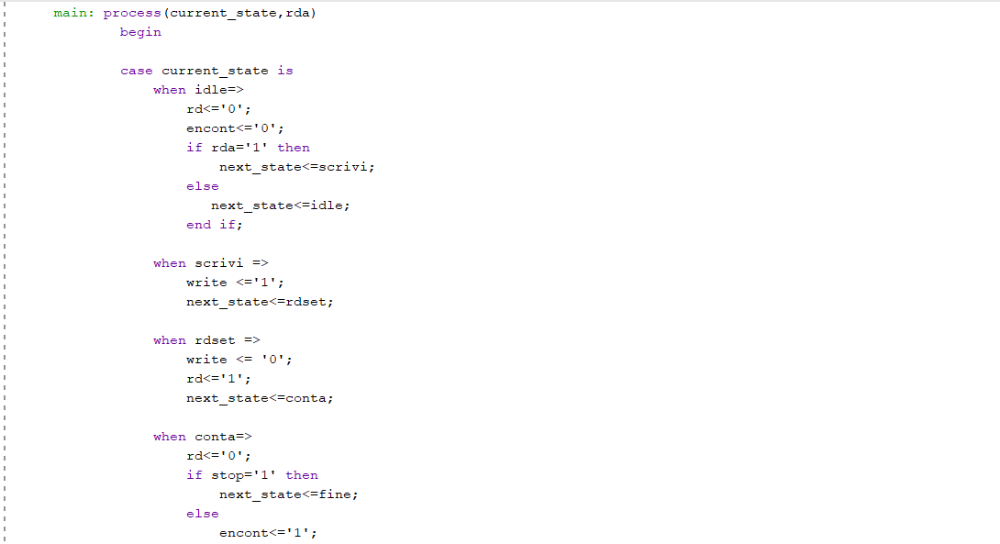 main: process(current_state,rda)
begin
case current_state is
when idle=>
rd<='0';
encont<='0';
if rda='1' then
next_state<=scrivi;
else
next_state<=idle;
end if;
when scrivi =>
write <='1';
next_state<=rdset;
when rdset =>
write <= '0';
rd<='1';
next_state<=conta;
when conta=>
rd<='0';
if stop='1' then
next_state<=fine;
else
encont<='1';